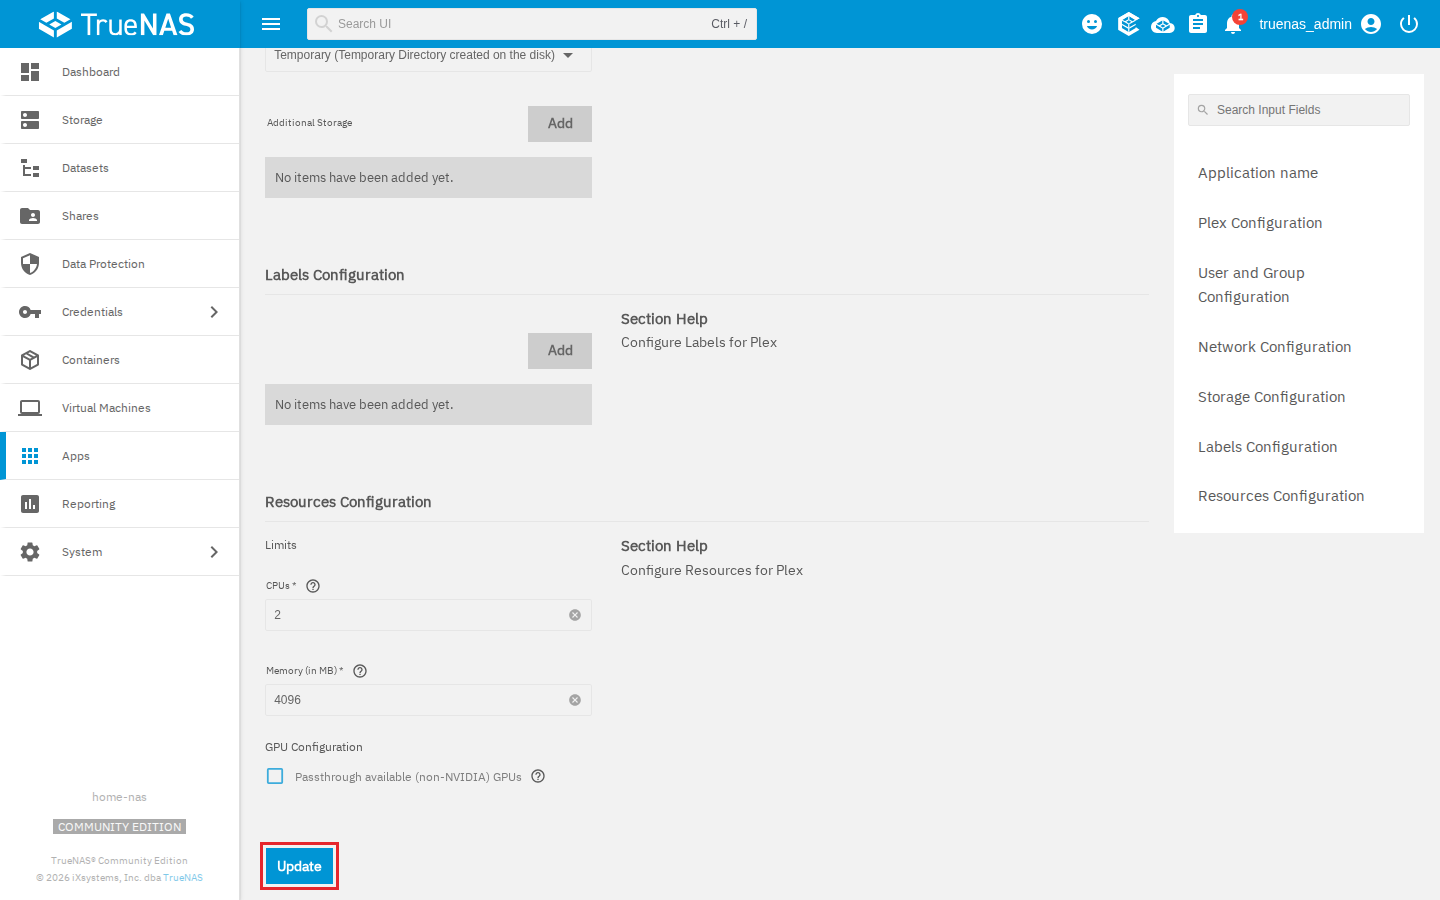 TrueNAS
Search UI
Ctrl + /
1
truenas_admin
Dashboard
Storage
Datasets
Shares
Data Protection
Credentials
Containers
Virtual Machines
Apps
Reporting
System
home-nas
COMMUNITY EDITION
TrueNAS® Community Edition
© 2026 iXsystems, Inc. dba TrueNAS
Temporary (Temporary Directory created on the disk)
Additional Storage
Add
No items have been added yet.
Labels Configuration
Add
No items have been added yet.
Section Help
Configure Labels for Plex
Resources Configuration
Limits
CPUs *
2
Memory (in MB) *
4096
GPU Configuration
Passthrough available (non-NVIDIA) GPUs
Section Help
Configure Resources for Plex
Update
Search Input Fields
Application name
Plex Configuration
User and Group
Configuration
Network Configuration
Storage Configuration
Labels Configuration
Resources Configuration